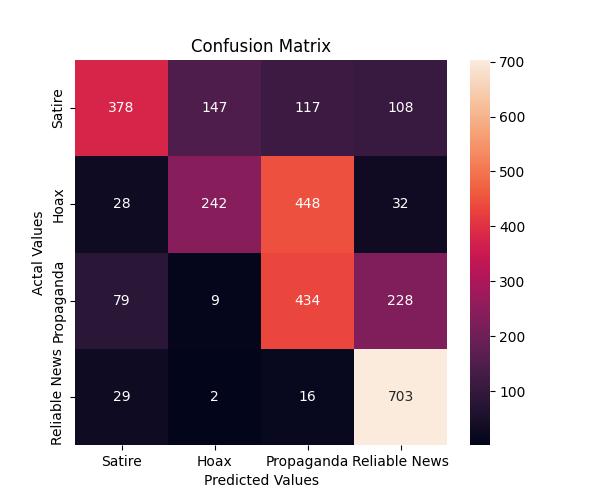 Confusion Matrix
Actal Values
Satire
378 147 117 108
Hoax
28 242 448 32
Propaganda
79 9 434 228
Reliable News
29 2 16 703
Satire Hoax Propaganda Reliable News
Predicted Values
700
600
500
400
300
200
100